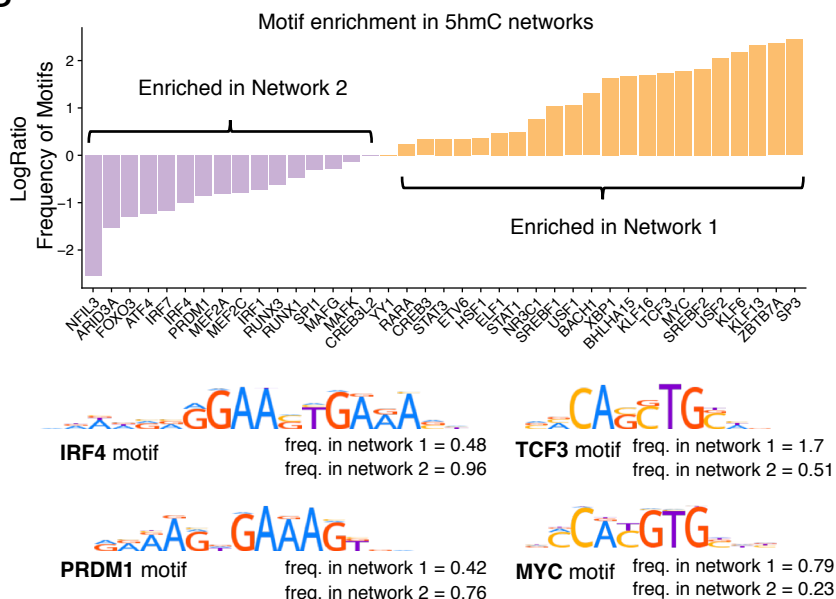 Motif enrichment in 5hmC networks
LogRatio
Frequency of Motifs
2
1
0
−1
−2
Enriched in Network 2
Enriched in Network 1
NFIL3
ARID3A
FOXO3
ATF4
IRF7
IRF4
PRDM1
MEF2A
MEF2C
IRF1
RUNX3
RUNX1
SPI1
MAFG
MAFK
CREB3L2
YY1
RARA
CREB3
STAT3
ETV6
HSF1
ELF1
STAT1
NR3C1
SREBF1
USF1
BACH1
XBP1
BHLHA15
KLF16
TCF3
MYC
SREBF2
USF2
KLF6
KLF13
ZBTB7A
SP3
GGAA TGAAA
IRF4 motif
freq. in network 1 = 0.48
freq. in network 2 = 0.96
CAGCTG
TCF3 motif
freq. in network 1 = 1.7
freq. in network 2 = 0.51
AG GAAAG
PRDM1 motif
freq. in network 1 = 0.42
freq. in network 2 = 0.76
CACGTG
MYC motif
freq. in network 1 = 0.79
freq. in network 2 = 0.23